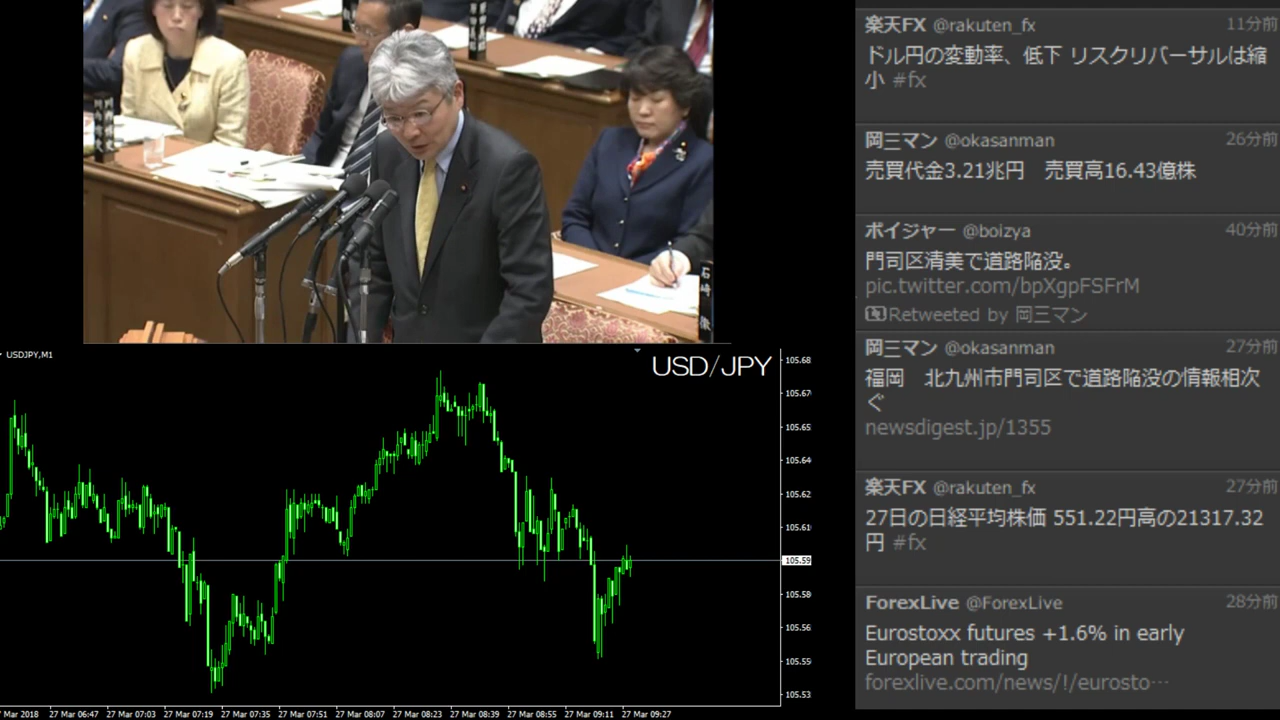 石崎 徹
USDJPY,M1
USD/JPY
105.68
105.67
105.65
105.64
105.62
105.61
105.59
105.58
105.56
105.55
105.53
7 Mar 2018
27 Mar 06:47
27 Mar 07:03
27 Mar 07:19
27 Mar 07:35
27 Mar 07:51
27 Mar 08:07
27 Mar 08:23
27 Mar 08:39
27 Mar 08:55
27 Mar 09:11
27 Mar 09:27
楽天FX @rakuten_fx 11分前
ドル円の変動率、低下 リスクリバーサルは縮
小 #fx
岡三マン @okasanman 26分前
売買代金3.21兆円　売買高16.43億株
ボイジャー @boizya 40分前
門司区清美で道路陥没。
pic.twitter.com/bpXgpFSFrM
Retweeted by 岡三マン
岡三マン @okasanman 27分前
福岡　北九州市門司区で道路陥没の情報相次
ぐ
newsdigest.jp/1355
楽天FX @rakuten_fx 27分前
27日の日経平均株価 551.22円高の21317.32
円 #fx
ForexLive @ForexLive 28分前
Eurostoxx futures +1.6% in early
European trading
forexlive.com/news/!/eurosto…